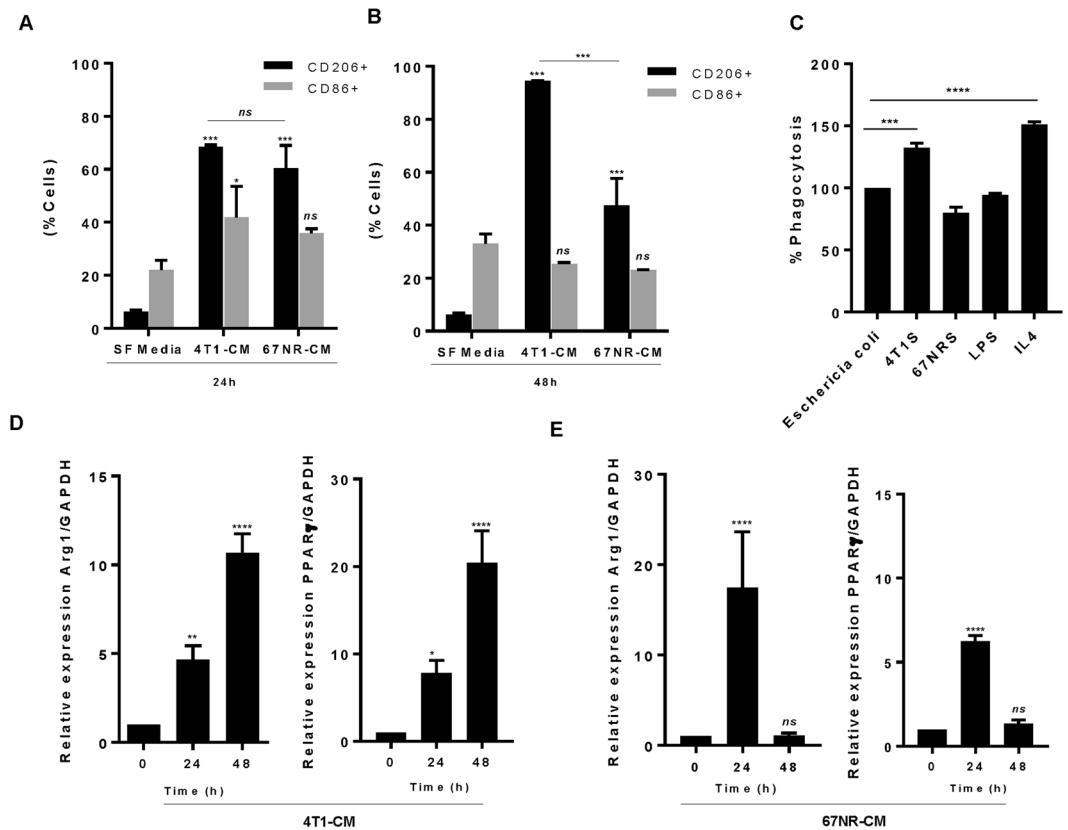 A
(% Cells)
100
80
60
40
20
0
CD206+
CD86+
ns
***
*
***
ns
SF Media
4T1-CM
67NR-CM
24h
B
(% Cells)
100
80
60
40
20
0
CD206+
CD86+
***
***
ns
***
ns
SF Media
4T1-CM
67NR-CM
48h
C
% Phagocytosis
200
150
100
50
0
****
***
Eschericia coli
4T1S
67NRS
LPS
IL4
D
Relative expression Arg1/GAPDH
15
10
5
0
**
****
0
24
48
Time (h)
Relative expression PPARγ/GAPDH
30
20
10
0
*
****
0
24
48
Time (h)
4T1-CM
E
Relative expression Arg1/GAPDH
30
20
10
0
****
ns
0
24
48
Time (h)
Relative expression PPARγ/GAPDH
15
10
5
0
****
ns
0
24
48
Time (h)
67NR-CM